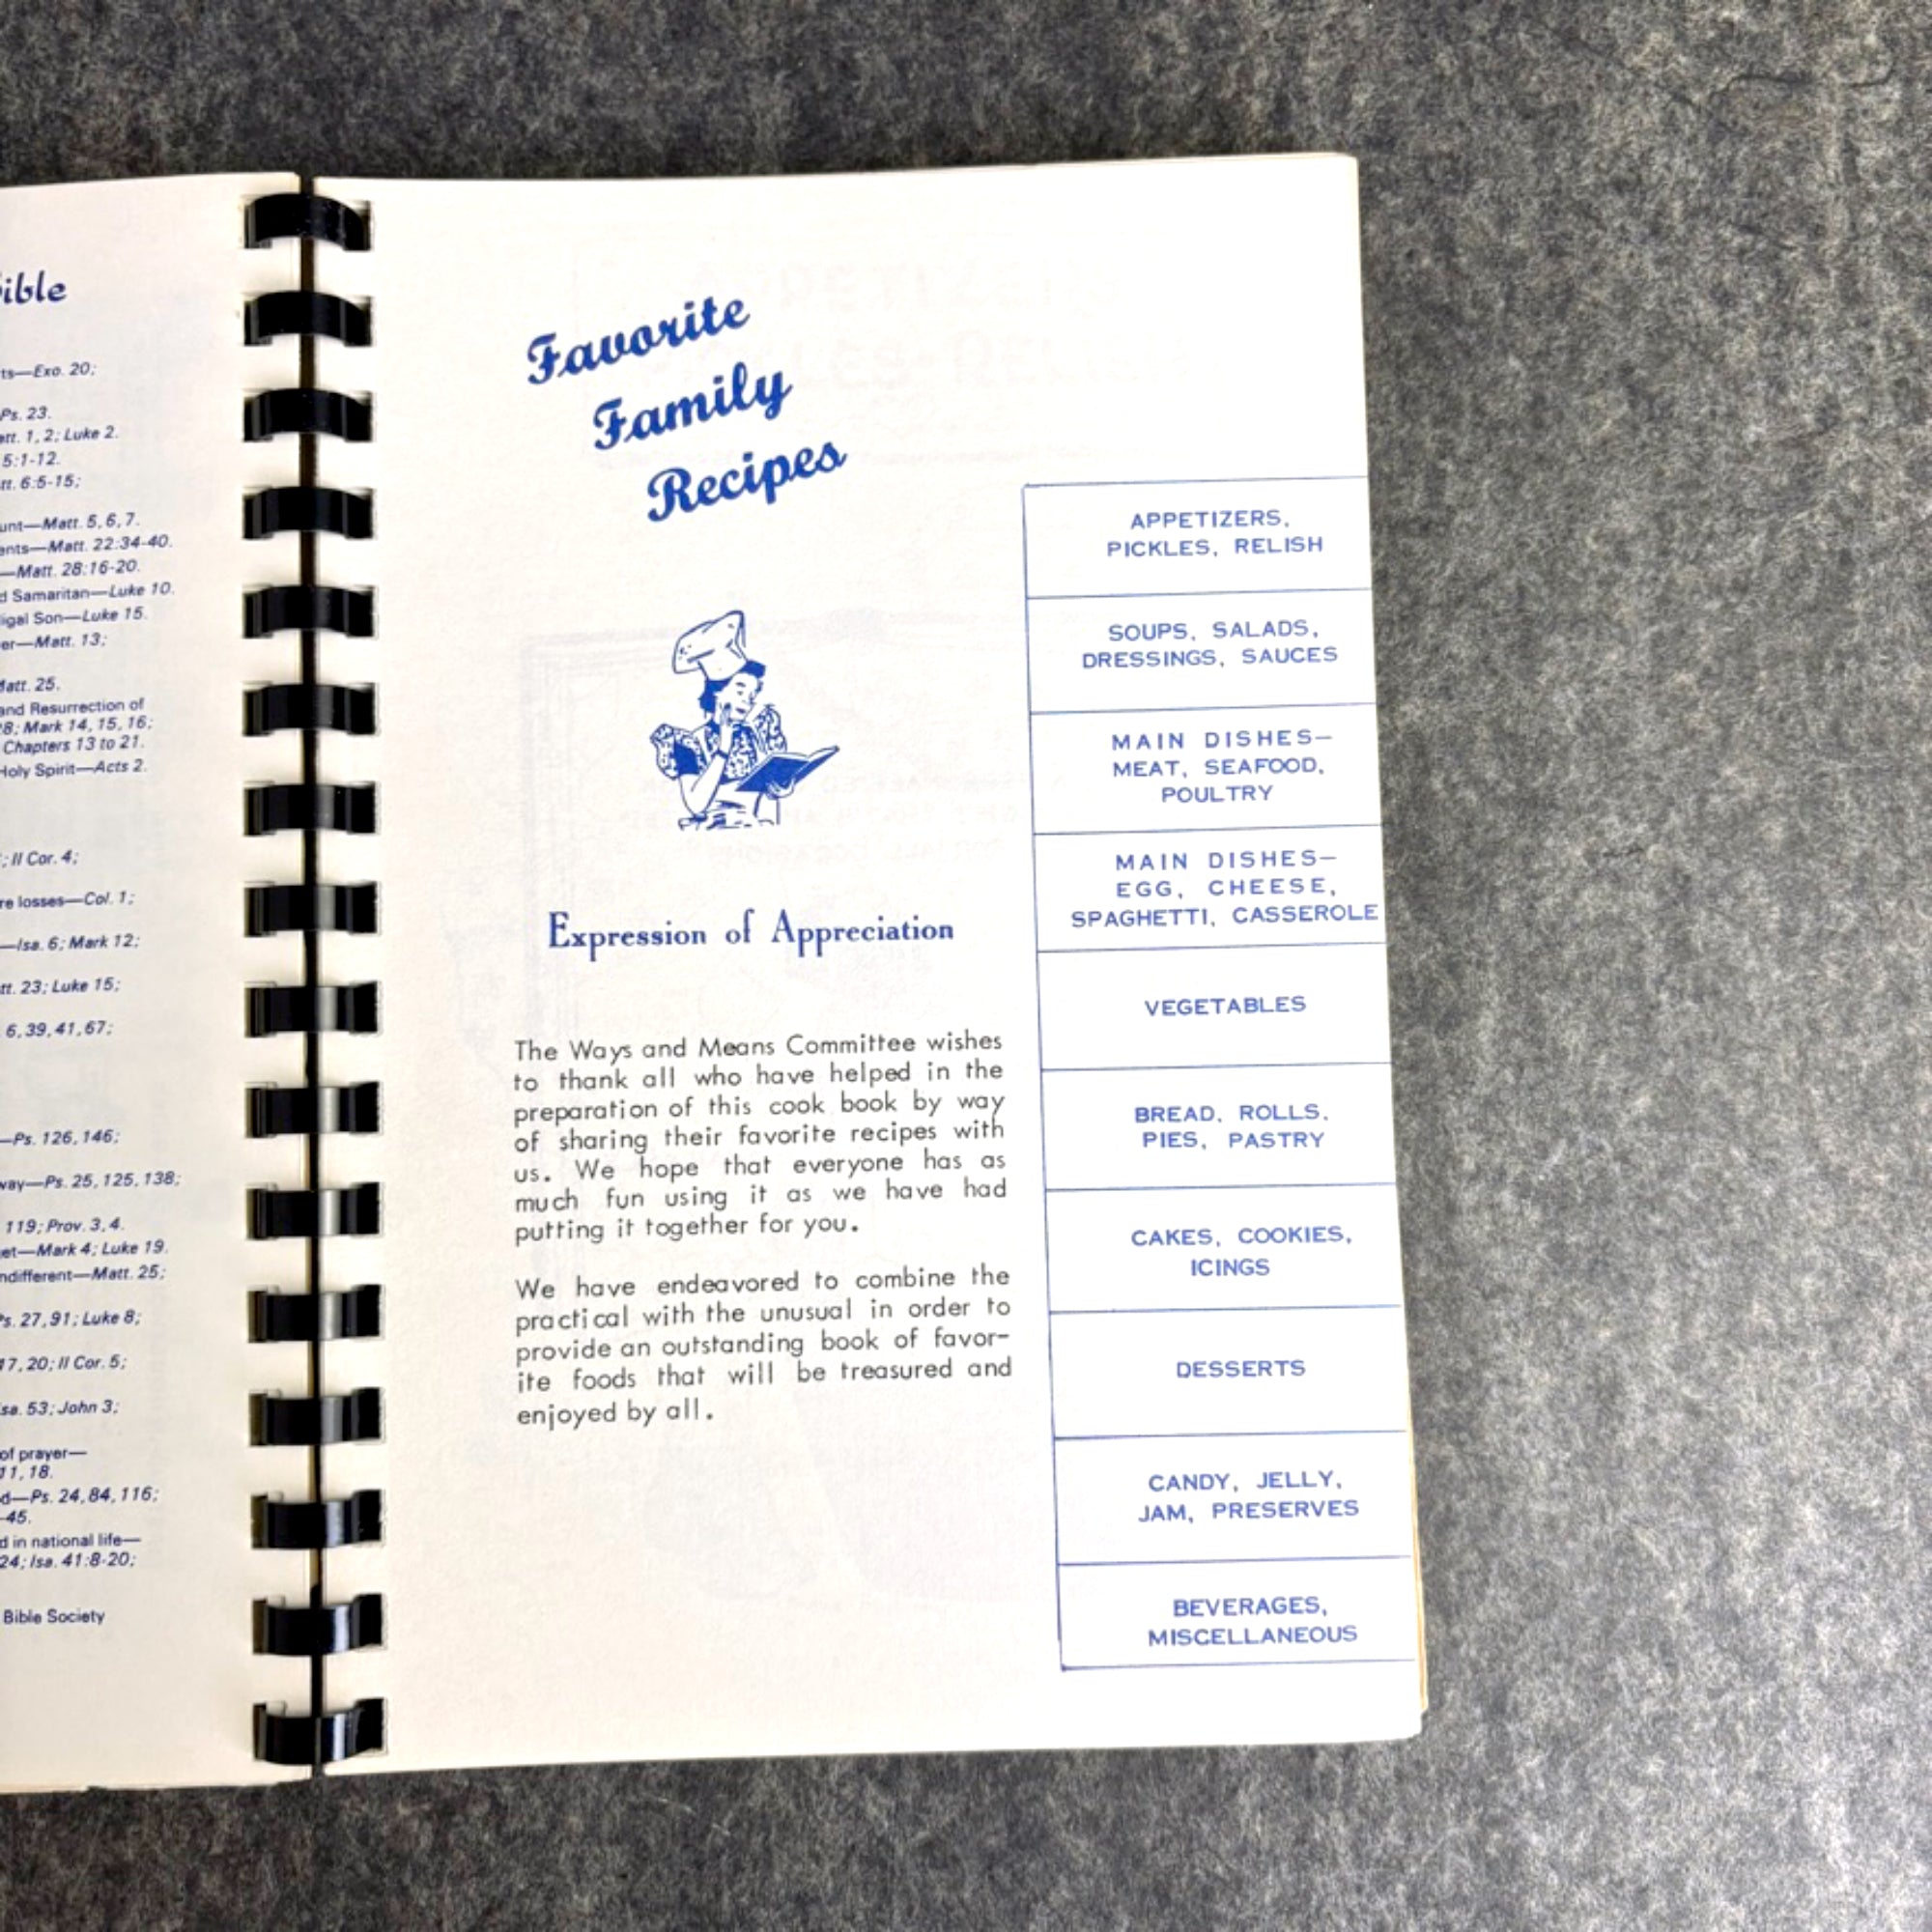 ible
ts—Exo. 20;
Ps. 23.
att. 1, 2; Luke 2.
5:1-12.
tt. 6:5-15;
unt—Matt. 5, 6, 7.
ents—Matt. 22:34-40.
—Matt. 28:16-20.
d Samaritan—Luke 10.
igal Son—Luke 15.
er—Matt. 13;
Matt. 25.
and Resurrection of
28; Mark 14, 15, 16;
Chapters 13 to 21.
Holy Spirit—Acts 2.
; II Cor. 4;
re losses—Col. 1;
—Isa. 6; Mark 12;
tt. 23; Luke 15;
6, 39, 41, 67;
—Ps. 126, 146;
way—Ps. 25, 125, 138;
119; Prov. 3, 4.
et—Mark 4; Luke 19.
ndifferent—Matt. 25;
Ps. 27, 91; Luke 8;
17, 20; II Cor. 5;
Isa. 53; John 3;
of prayer—
11, 18.
d—Ps. 24, 84, 116;
-45.
d in national life—
24; Isa. 41:8-20;
Bible Society
Favorite
Family
Recipes
Expression of Appreciation
The Ways and Means Committee wishes
to thank all who have helped in the
preparation of this cook book by way
of sharing their favorite recipes with
us. We hope that everyone has as
much fun using it as we have had
putting it together for you.
We have endeavored to combine the
practical with the unusual in order to
provide an outstanding book of favor-
ite foods that will be treasured and
enjoyed by all.
APPETIZERS,
PICKLES, RELISH
SOUPS, SALADS,
DRESSINGS, SAUCES
MAIN DISHES—
MEAT, SEAFOOD,
POULTRY
MAIN DISHES—
EGG, CHEESE,
SPAGHETTI, CASSEROLE
VEGETABLES
BREAD, ROLLS,
PIES, PASTRY
CAKES, COOKIES,
ICINGS
DESSERTS
CANDY, JELLY,
JAM, PRESERVES
BEVERAGES,
MISCELLANEOUS